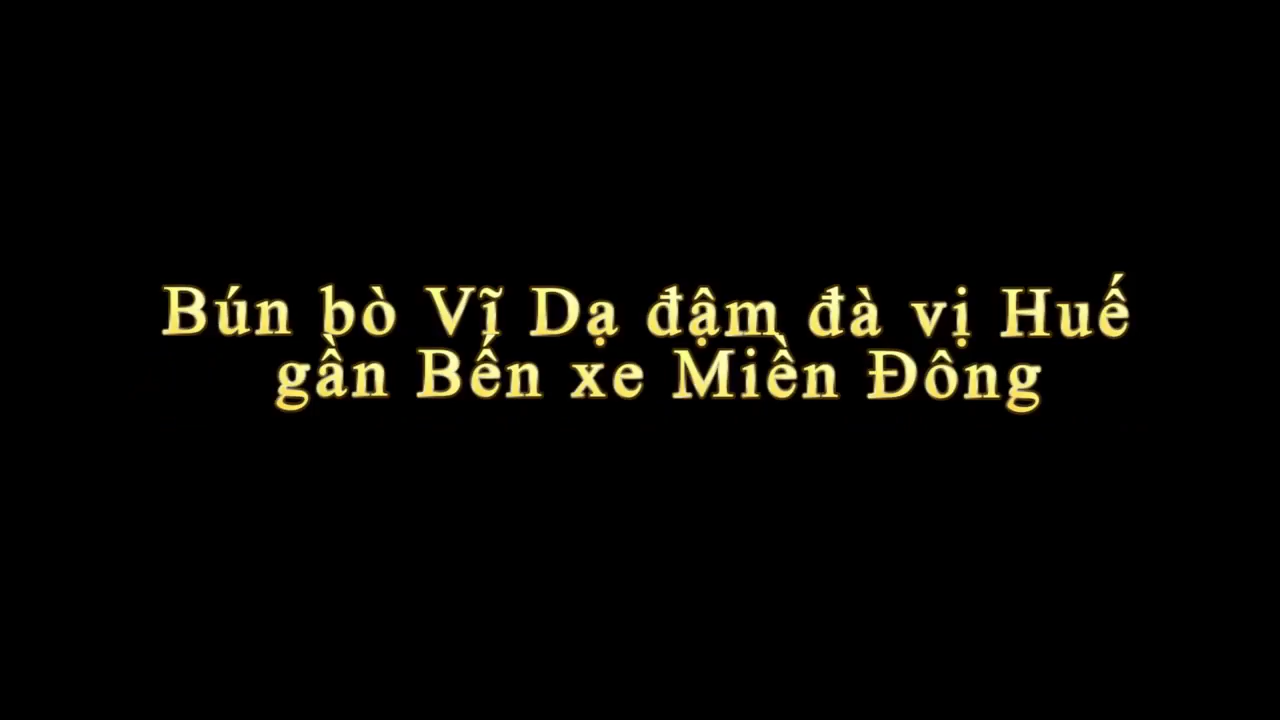 Bún bò Vĩ Dạ đậm đà vị Huế
gần Bến xe Miền Đông